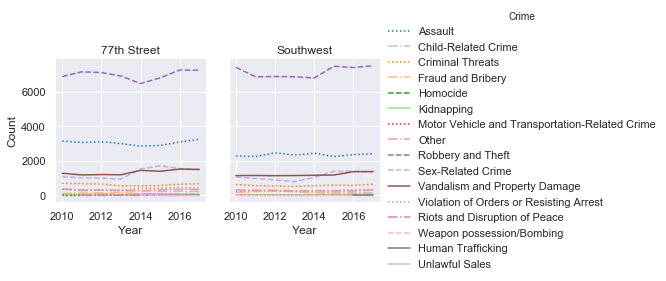 Crime
77th Street
Southwest
Assault
Child-Related Crime
Criminal Threats
Fraud and Bribery
Homocide
Kidnapping
Motor Vehicle and Transportation-Related Crime
Other
Robbery and Theft
Sex-Related Crime
Vandalism and Property Damage
Violation of Orders or Resisting Arrest
Riots and Disruption of Peace
Weapon possession/Bombing
Human Trafficking
Unlawful Sales
Count
6000
4000
2000
0
2010 2012 2014 2016
2010 2012 2014 2016
Year
Year